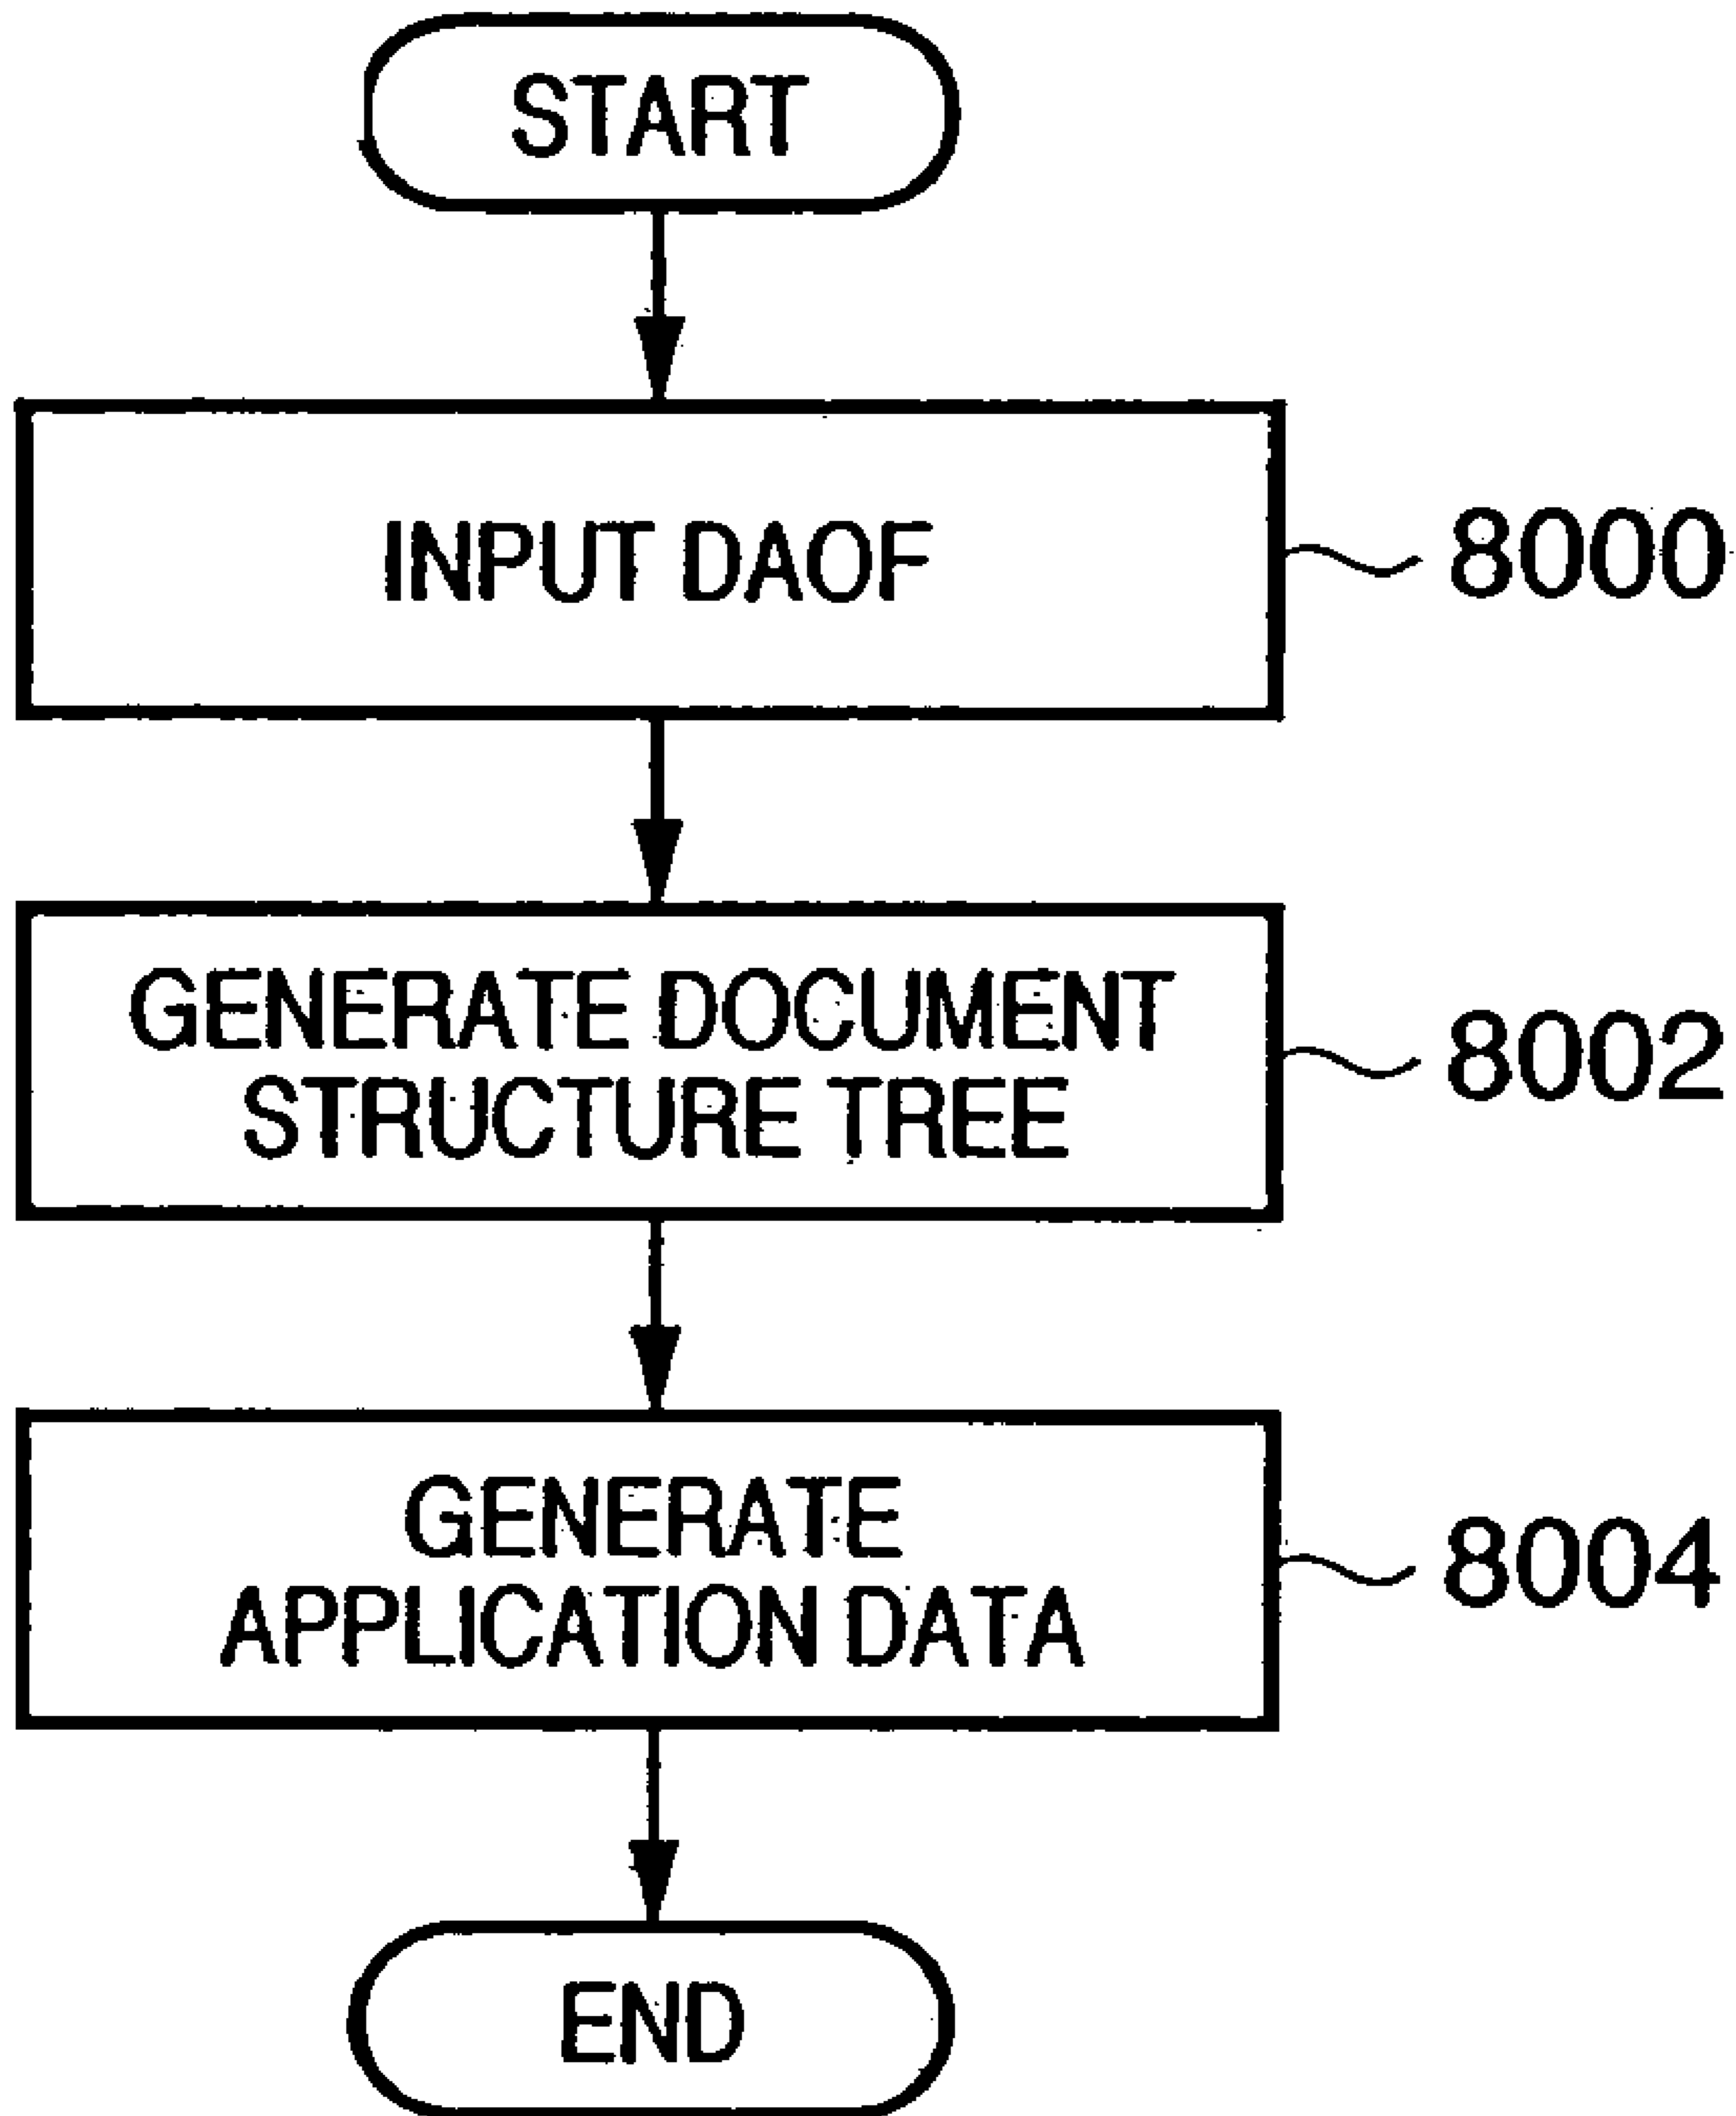 START
INPUT DAOF
8000
GENERATE DOCUMENT
STRUCTURE TREE
8002
GENERATE
APPLICATION DATA
8004
END